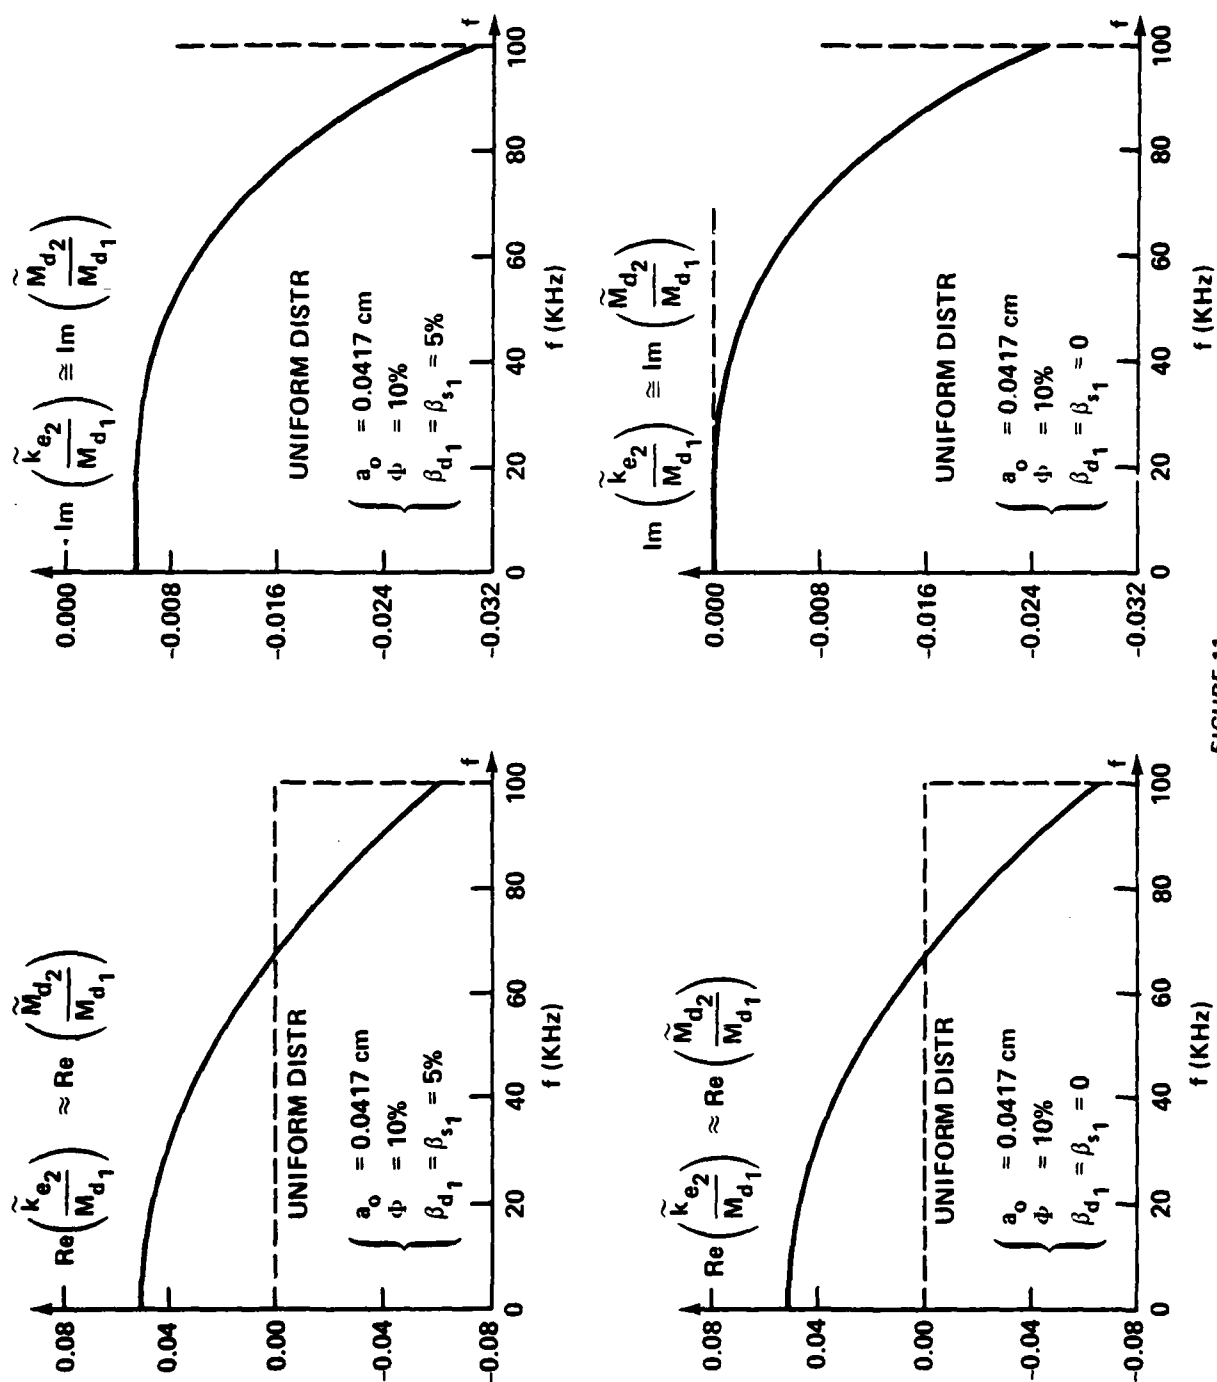 Re(k̃e2/Md1) ≈ Re(M̃d2/Md1)
0.08
0.04
0.00
-0.04
-0.08
UNIFORM DISTR
ao = 0.0417 cm
Φ = 10%
βd1 = βs1 = 5%
0 20 40 60 80 100 f
f (KHz)
Im(k̃e2/Md1) ≅ Im(M̃d2/Md1)
0.000
-0.008
-0.016
-0.024
-0.032
UNIFORM DISTR
ao = 0.0417 cm
Φ = 10%
βd1 = βs1 = 5%
0 20 40 60 80 100 f
f (KHz)
Re(k̃e2/Md1) ≈ Re(M̃d2/Md1)
0.08
0.04
0.00
-0.04
-0.08
UNIFORM DISTR
ao = 0.0417 cm
Φ = 10%
βd1 = βs1 = 0
0 20 40 60 80 100 f
f (KHz)
Im(k̃e2/Md1) ≅ Im(M̃d2/Md1)
0.000
-0.008
-0.016
-0.024
-0.032
UNIFORM DISTR
ao = 0.0417 cm
Φ = 10%
βd1 = βs1 = 0
0 20 40 60 80 100 f
f (KHz)
FIGURE